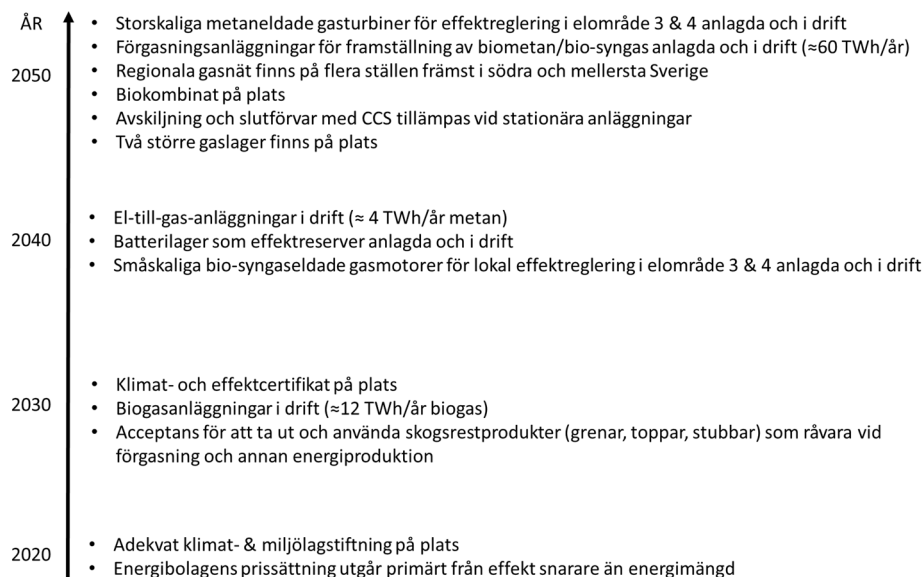 ÅR
• Storskaliga metaneldade gasturbiner för effektreglering i elområde 3 & 4 anlagda och i drift
• Förgasningsanläggningar för framställning av biometan/bio-syngas anlagda och i drift (≈60 TWh/år)
2050
• Regionala gasnät finns på flera ställen främst i södra och mellersta Sverige
• Biokombinat på plats
• Avskiljning och slutförvar med CCS tillämpas vid stationära anläggningar
• Två större gaslager finns på plats
• El-till-gas-anläggningar i drift (≈ 4 TWh/år metan)
2040
• Batterilager som effektreserver anlagda och i drift
• Småskaliga bio-syngaseldade gasmotorer för lokal effektreglering i elområde 3 & 4 anlagda och i drift
• Klimat- och effektcertifikat på plats
2030
• Biogasanläggningar i drift (≈12 TWh/år biogas)
• Acceptans för att ta ut och använda skogsrestprodukter (grenar, toppar, stubbar) som råvara vid
förgasning och annan energiproduktion
• Adekvat klimat- & miljölagstiftning på plats
2020
• Energibolagens prissättning utgår primärt från effekt snarare än energimängd